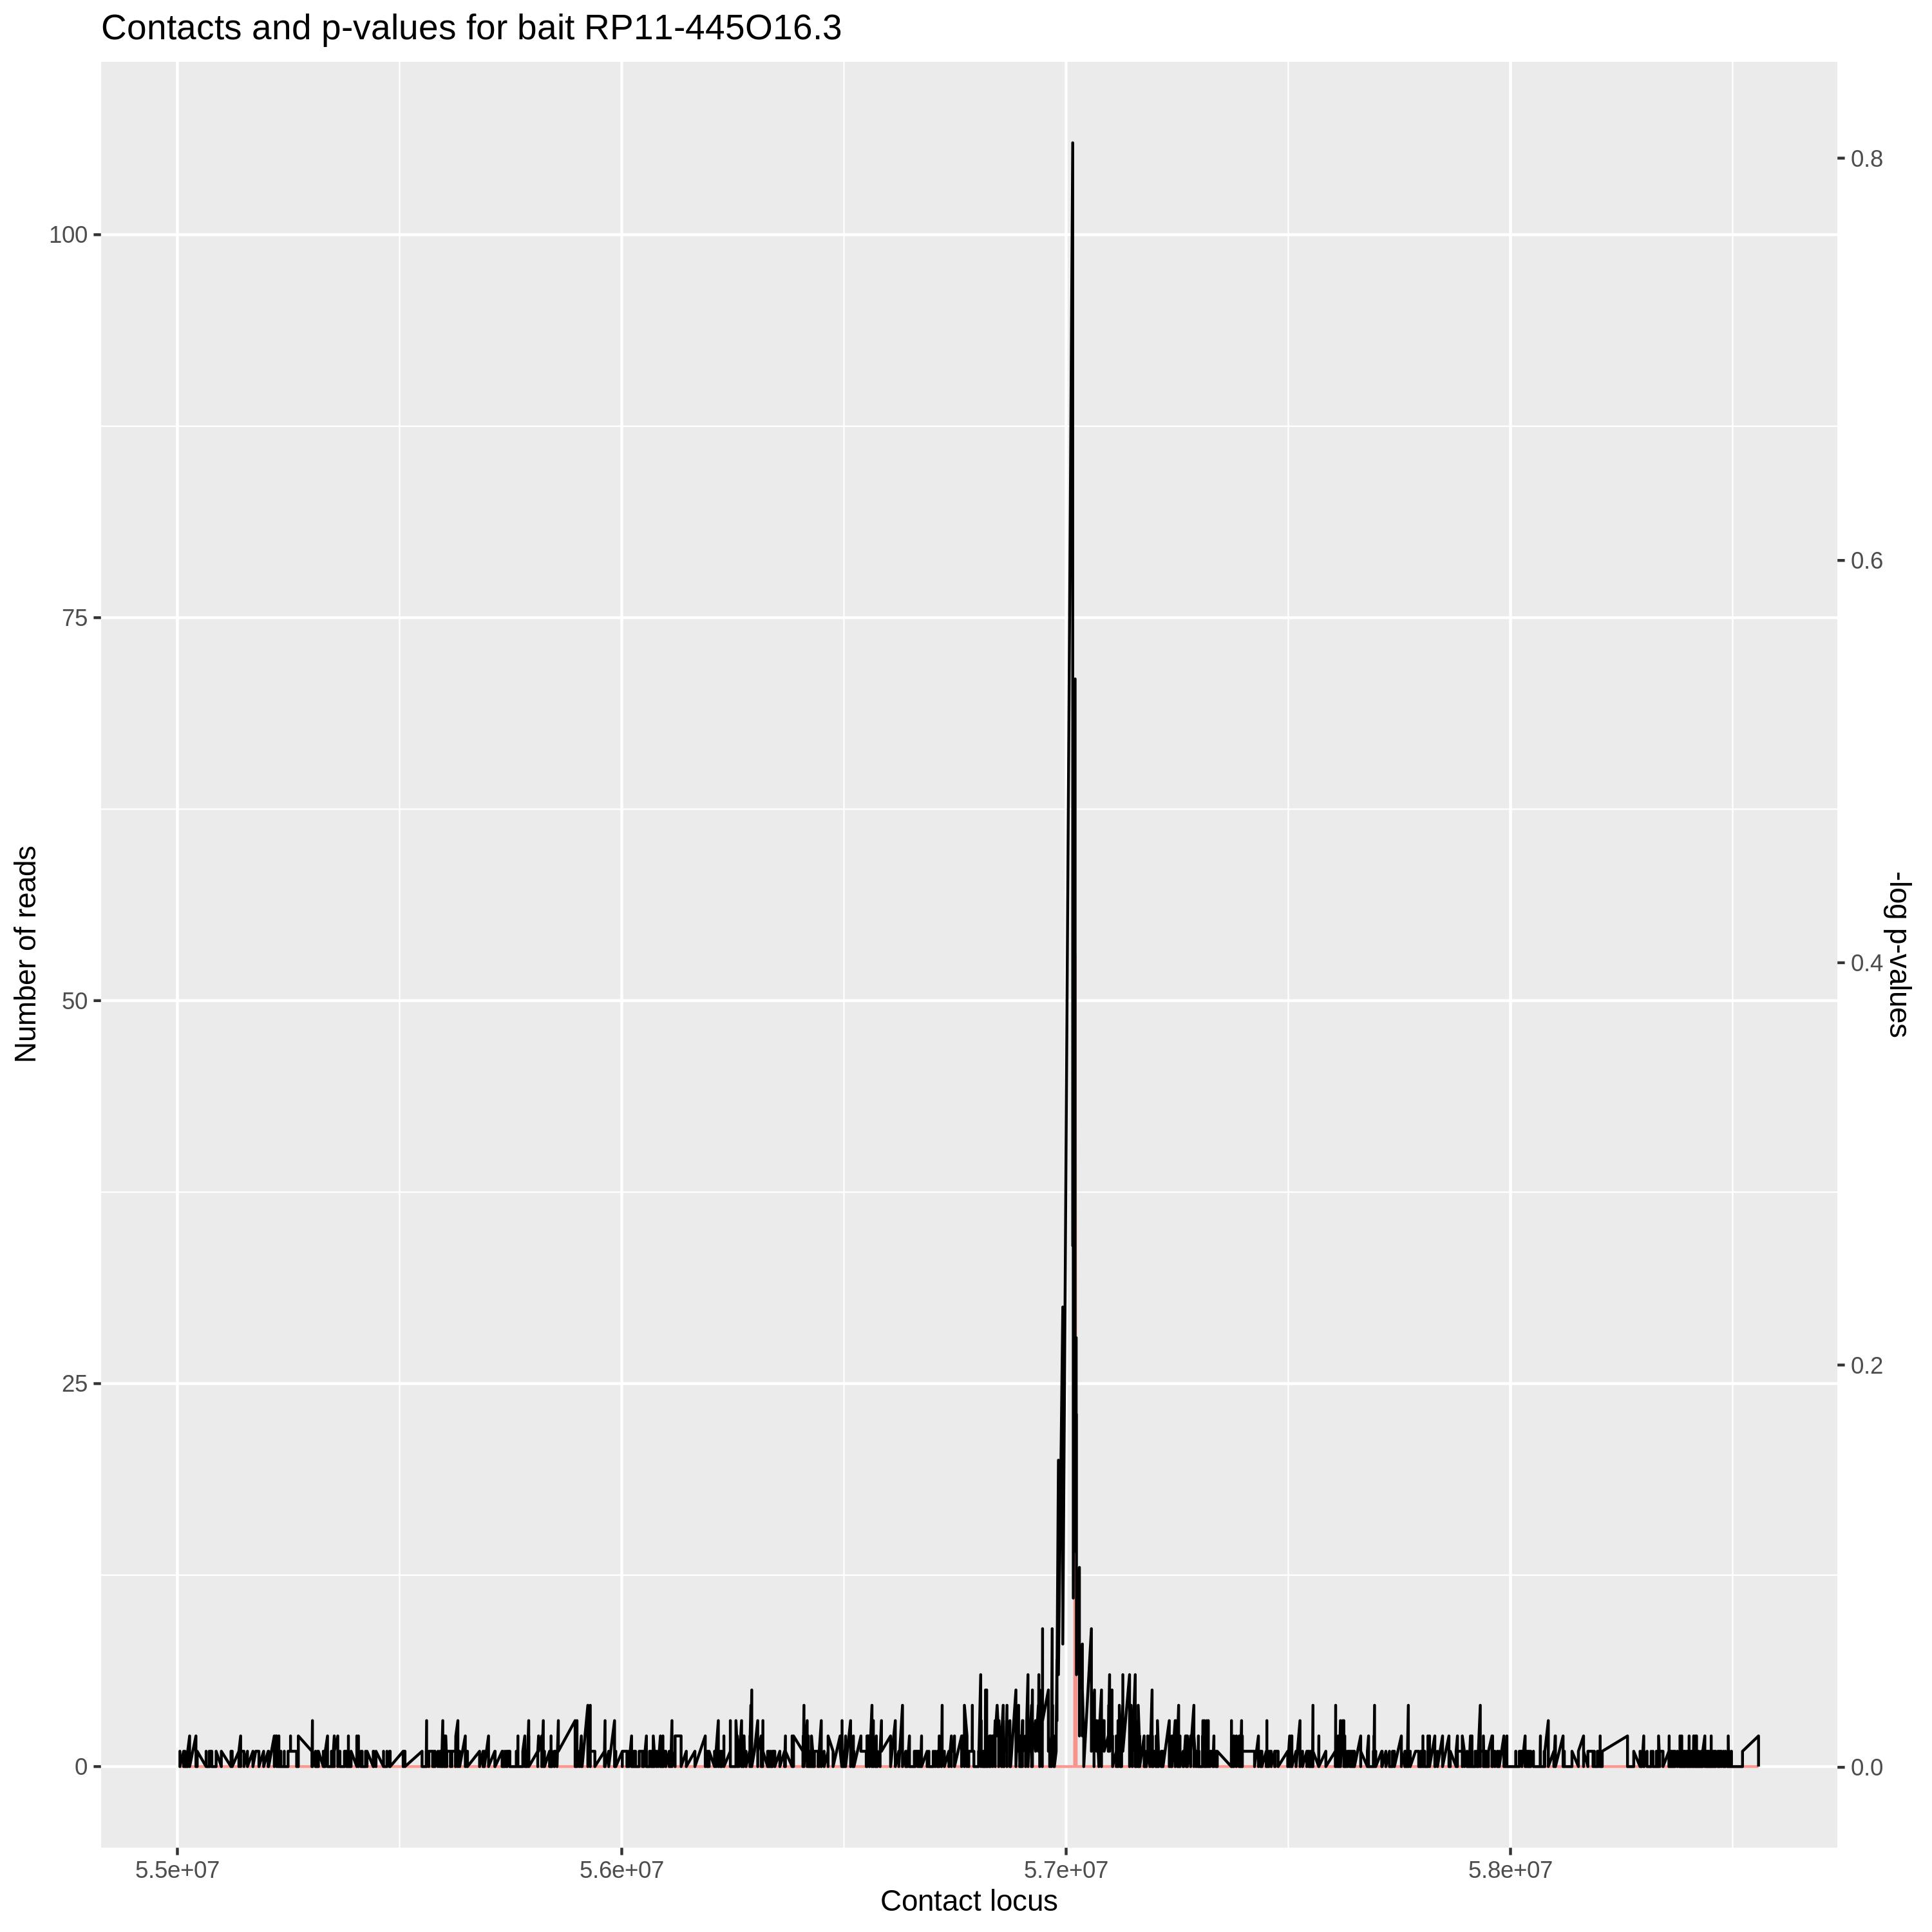 Contacts and p-values for bait RP11-445O16.3
100
75
50
25
0
Number of reads
0.8
0.6
0.4
0.2
0.0
-log p-values
5.5e+07
5.6e+07
5.7e+07
5.8e+07
Contact locus